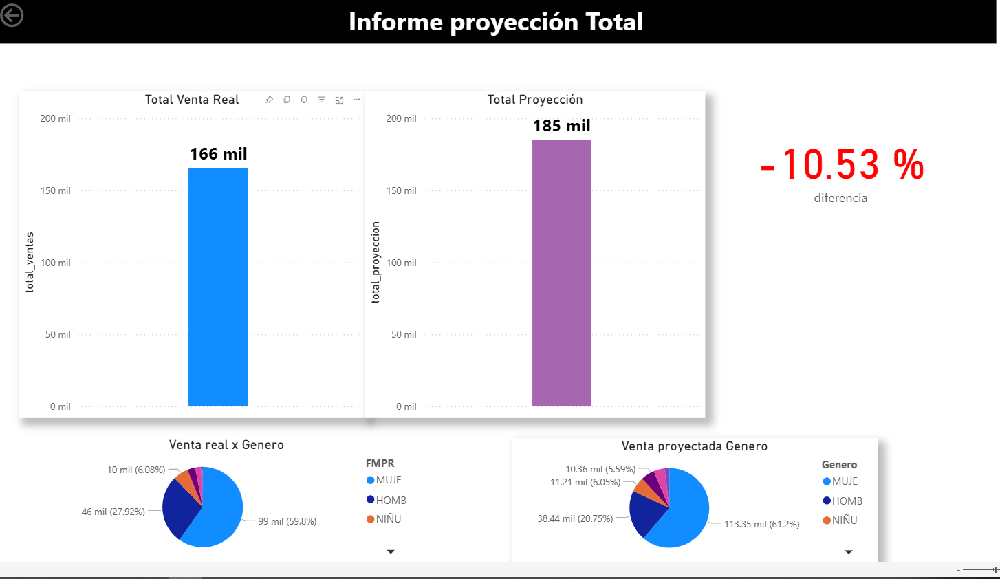 Informe proyección Total
Total Venta Real
200 mil
166 mil
150 mil
100 mil
50 mil
0 mil
total_ventas
Total Proyección
200 mil
185 mil
150 mil
100 mil
50 mil
0 mil
total_proyeccion
-10.53 %
diferencia
Venta real x Genero
10 mil (6.08%)
46 mil (27.92%)
99 mil (59.8%)
FMPR
MUJE
HOMB
NIÑU
Venta proyectada Genero
10.36 mil (5.59%)
11.21 mil (6.05%)
38.44 mil (20.75%)
113.35 mil (61.2%)
Genero
MUJE
HOMB
NIÑU